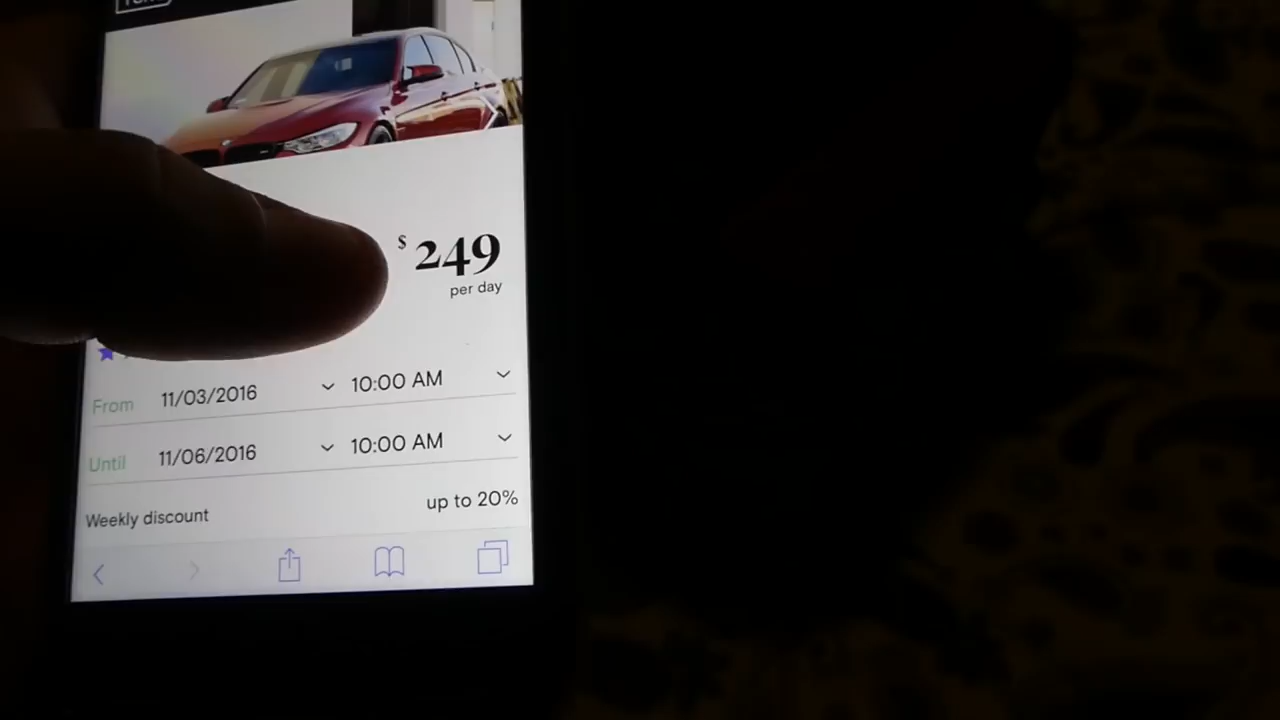 $ 249
per day
From 11/03/2016 10:00 AM
Until 11/06/2016 10:00 AM
Weekly discount up to 20%